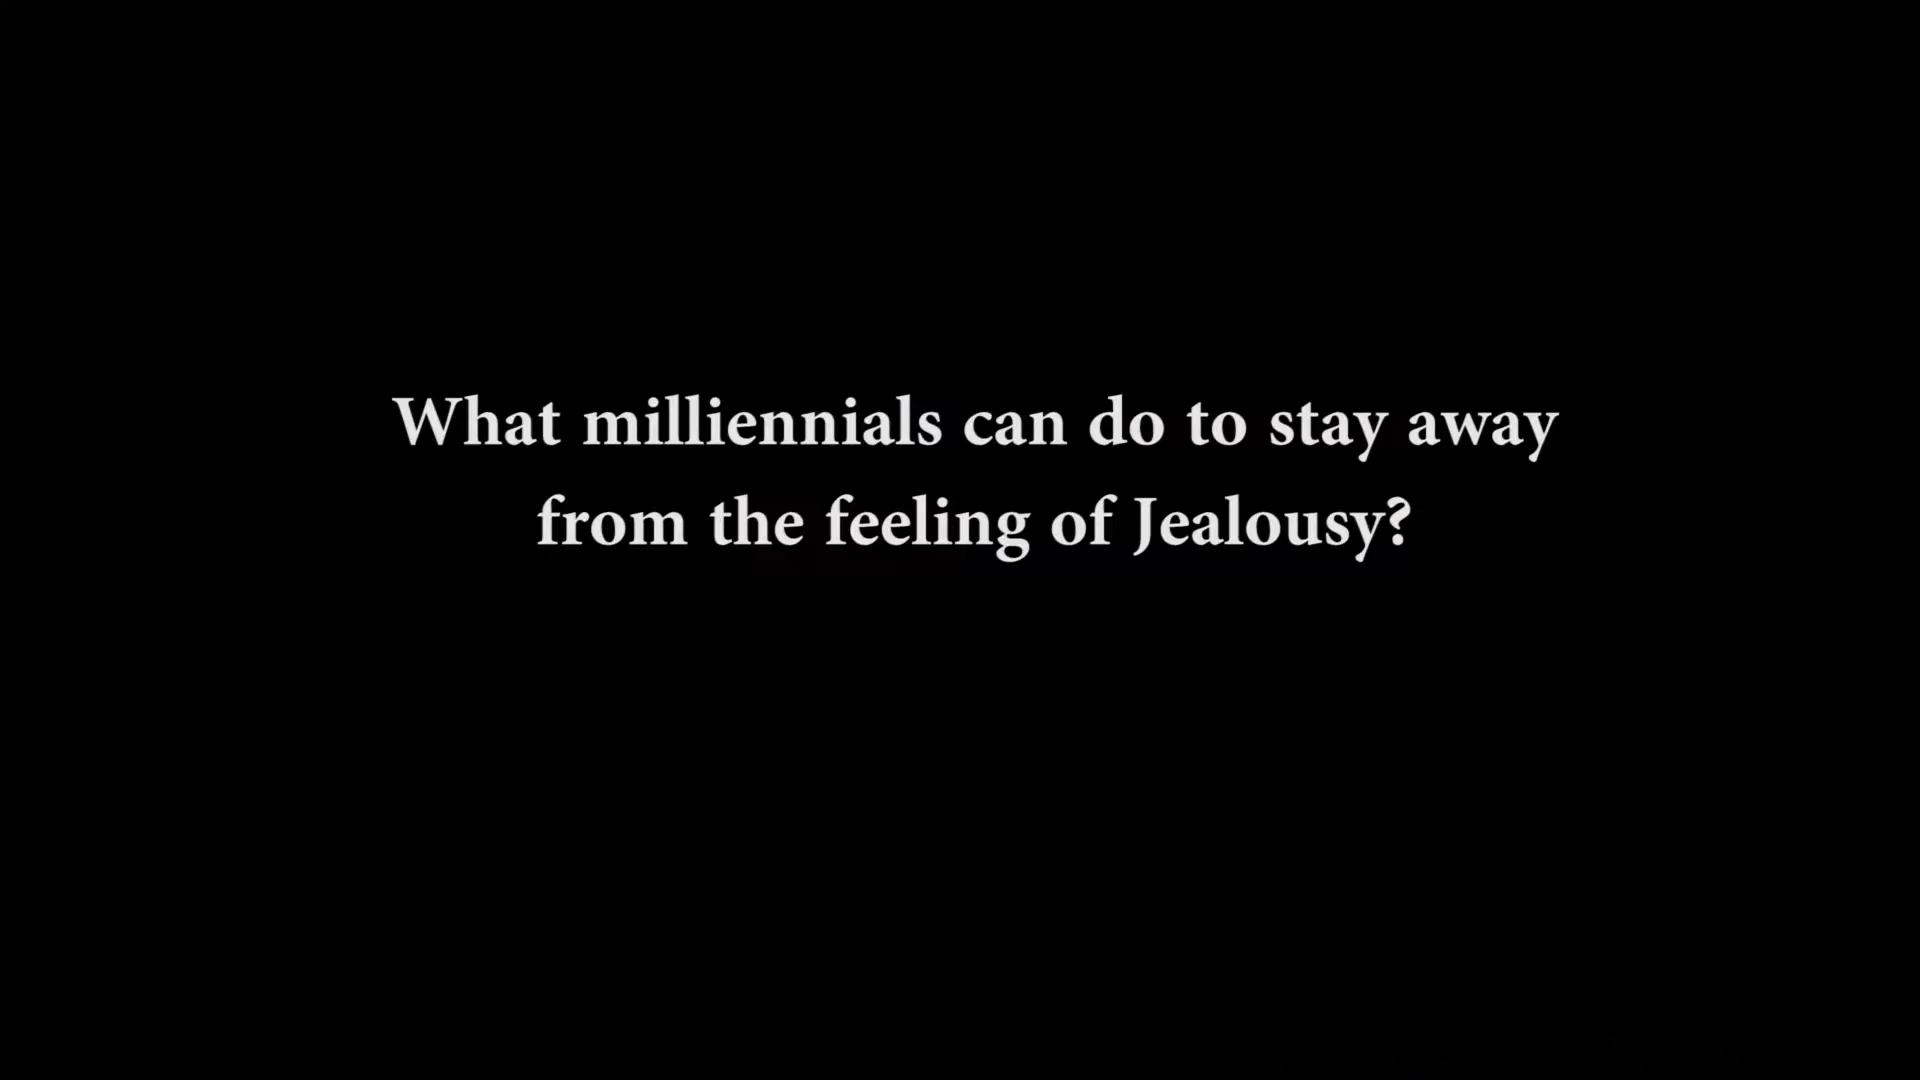 What milliennials can do to stay away
from the feeling of Jealousy?